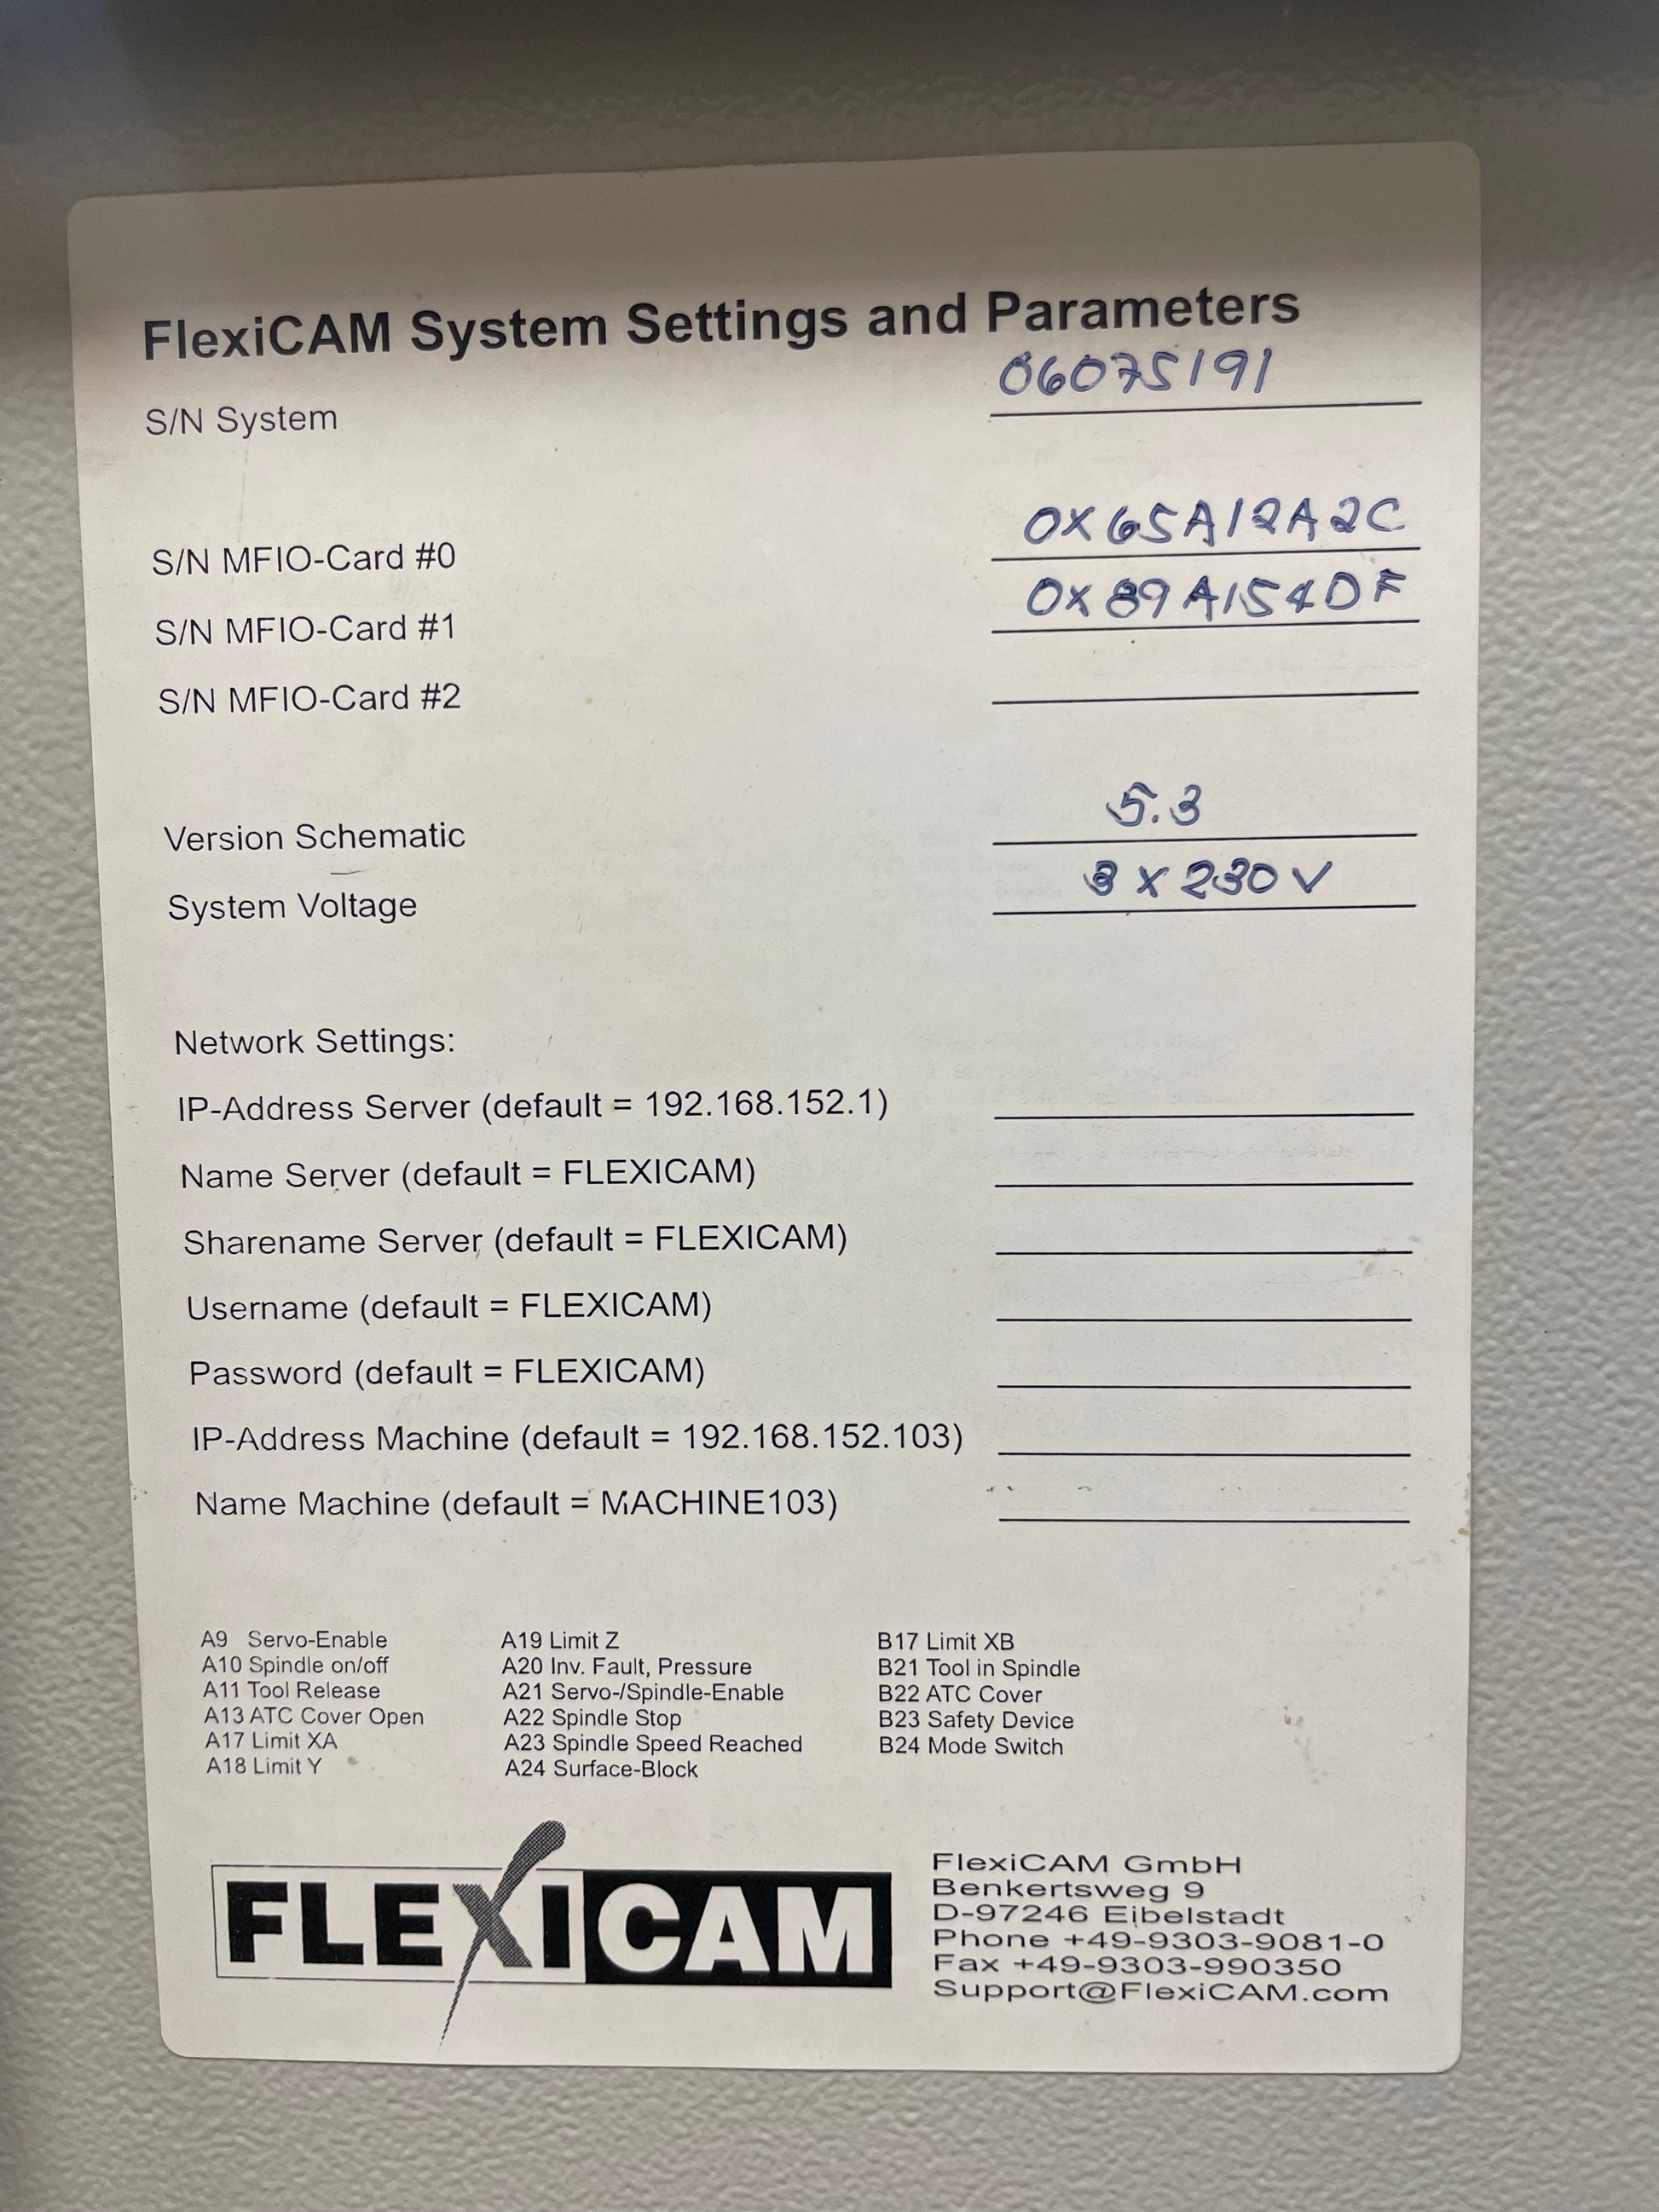 FlexiCAM System Settings and Parameters
S/N System 06075191
S/N MFIO-Card #0 0X65A12A2C
S/N MFIO-Card #1 0X89A154DF
S/N MFIO-Card #2
Version Schematic 5.3
System Voltage 3 X 230 V
Network Settings:
IP-Address Server (default = 192.168.152.1)
Name Server (default = FLEXICAM)
Sharename Server (default = FLEXICAM)
Username (default = FLEXICAM)
Password (default = FLEXICAM)
IP-Address Machine (default = 192.168.152.103)
Name Machine (default = MACHINE103)
A9 Servo-Enable
A10 Spindle on/off
A11 Tool Release
A13 ATC Cover Open
A17 Limit XA
A18 Limit Y
A19 Limit Z
A20 Inv. Fault, Pressure
A21 Servo-/Spindle-Enable
A22 Spindle Stop
A23 Spindle Speed Reached
A24 Surface-Block
B17 Limit XB
B21 Tool in Spindle
B22 ATC Cover
B23 Safety Device
B24 Mode Switch
FLEXICAM
FlexiCAM GmbH
Benkertsweg 9
D-97246 Eibelstadt
Phone +49-9303-9081-0
Fax +49-9303-990350
Support@FlexiCAM.com